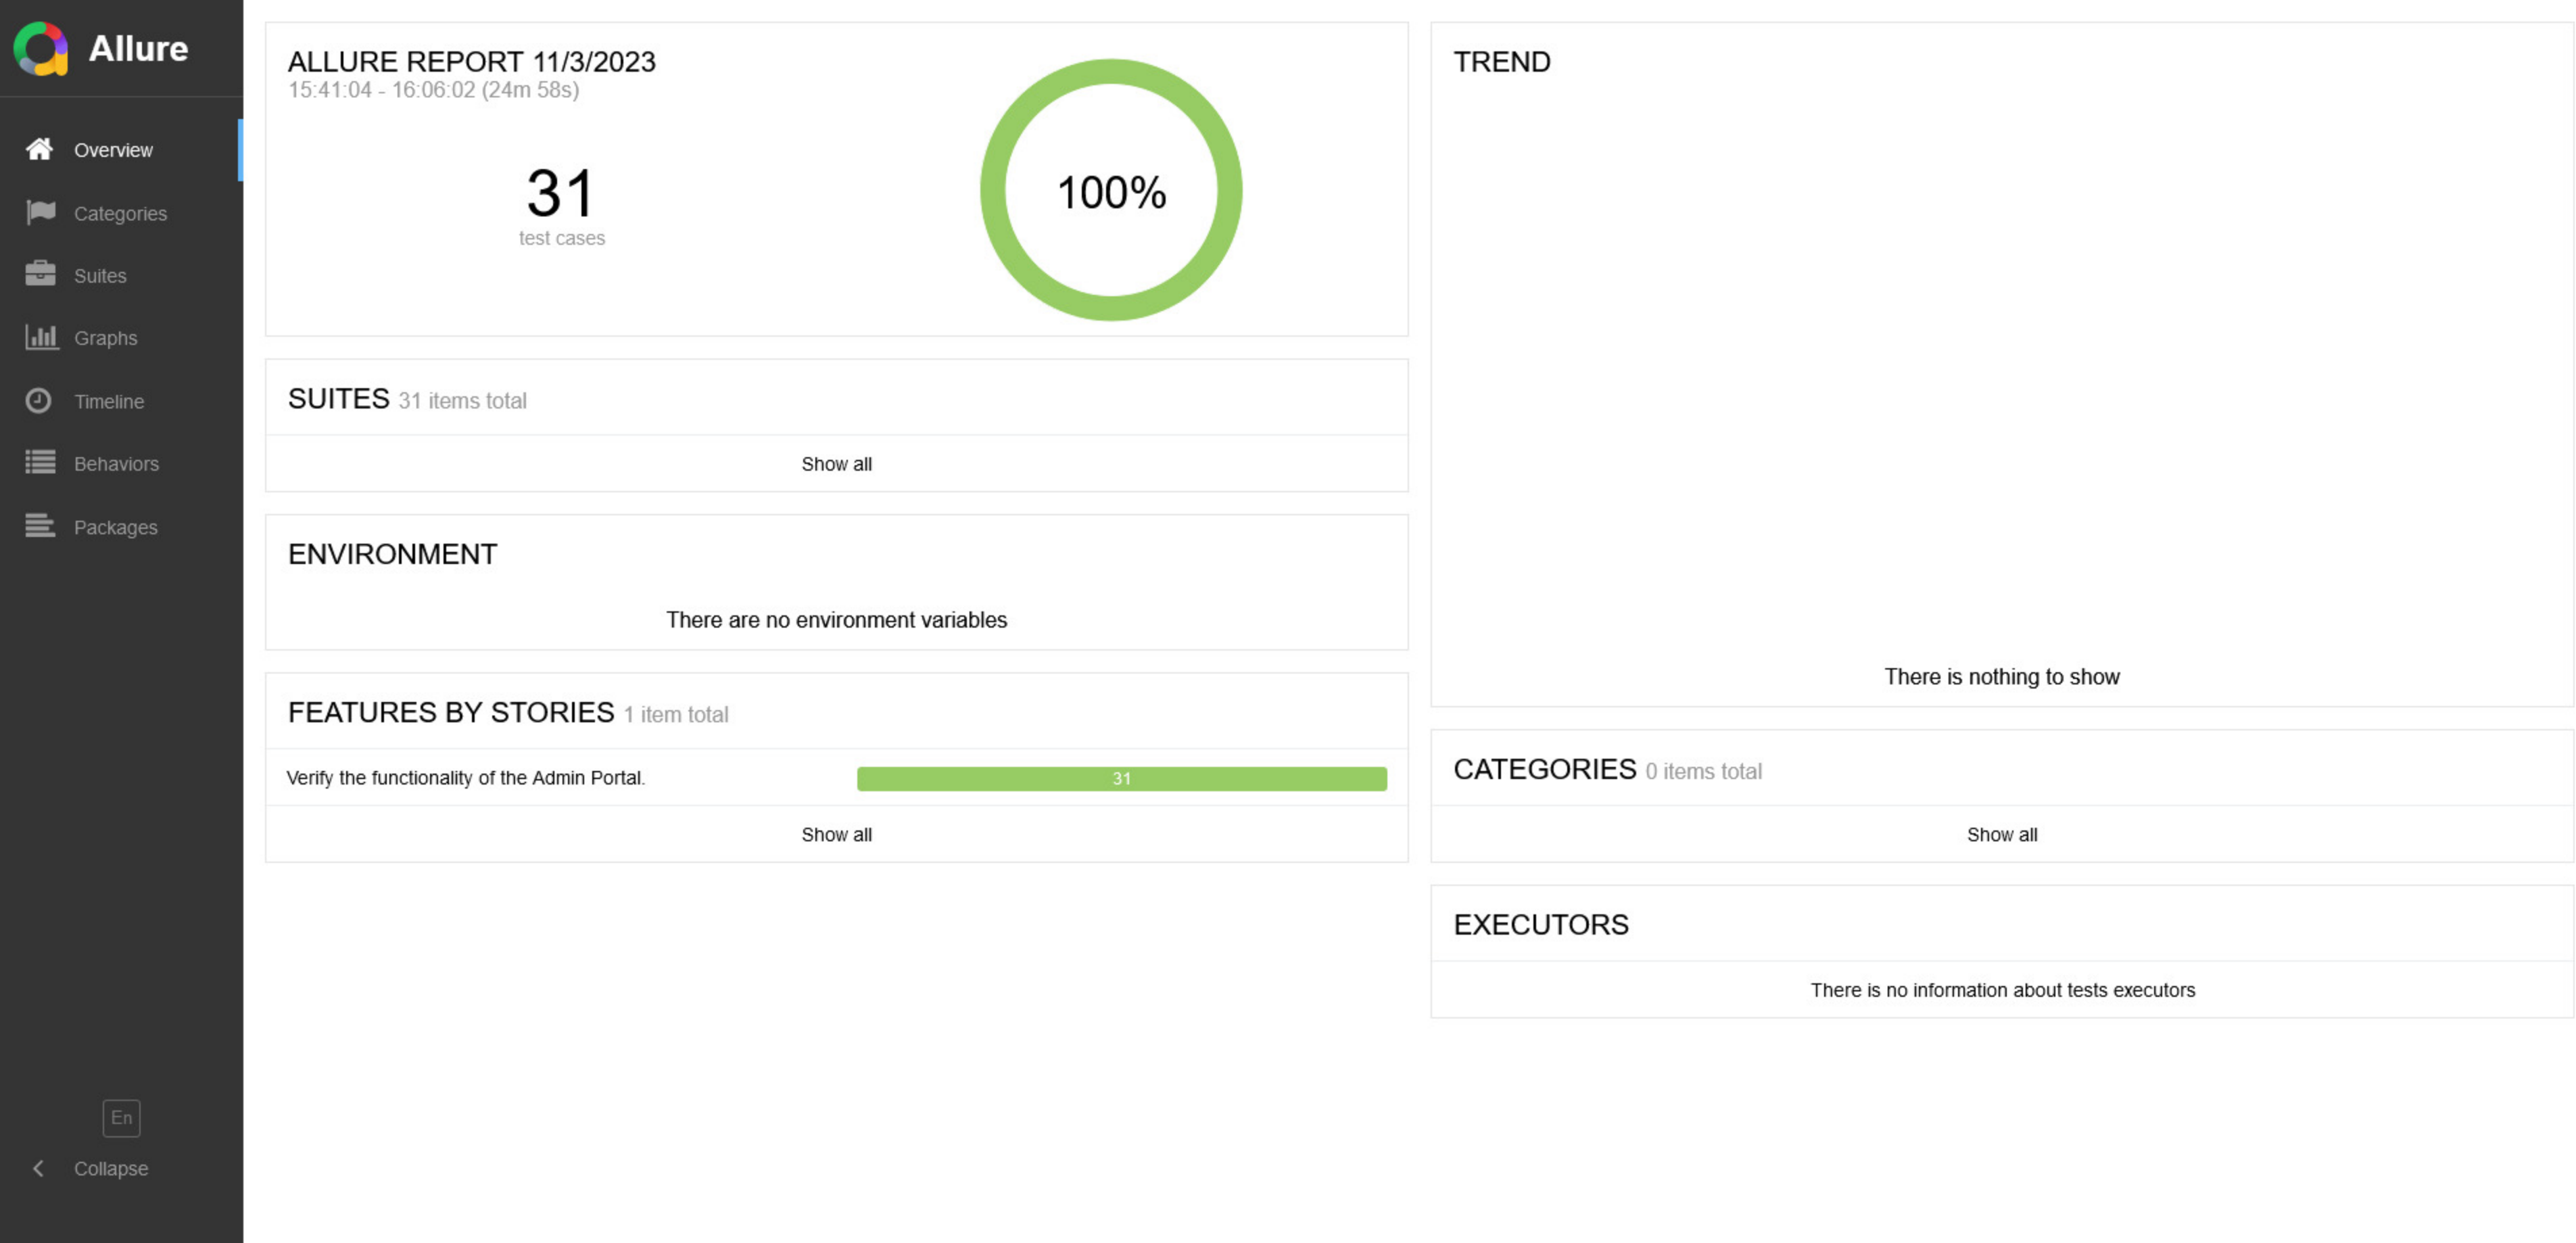 Allure
Overview
Categories
Suites
Graphs
Timeline
Behaviors
Packages
En
Collapse
ALLURE REPORT 11/3/2023
15:41:04 - 16:06:02 (24m 58s)
31
test cases
100%
SUITES 31 items total
Show all
ENVIRONMENT
There are no environment variables
FEATURES BY STORIES 1 item total
Verify the functionality of the Admin Portal. 31
Show all
TREND
There is nothing to show
CATEGORIES 0 items total
Show all
EXECUTORS
There is no information about tests executors